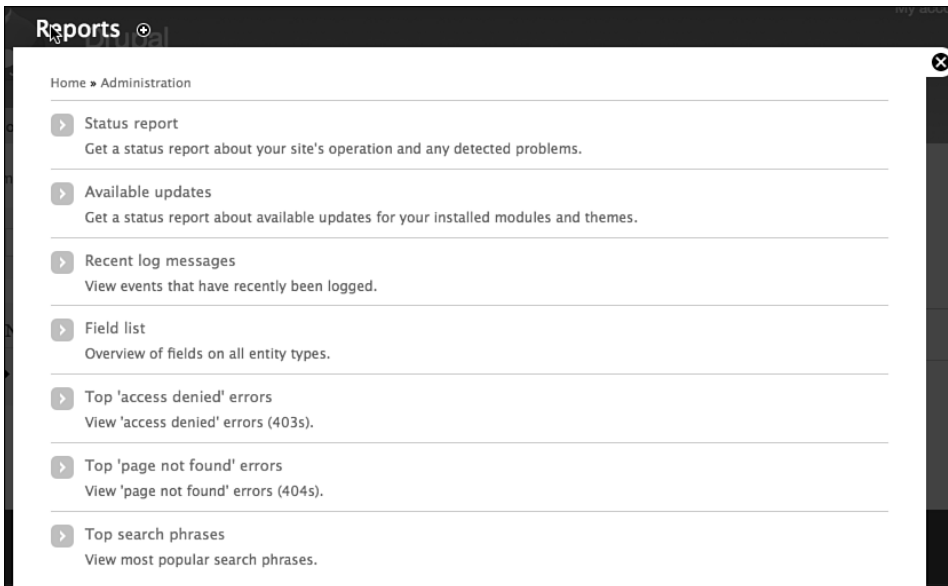 My acco
Reports
Drupal
Home » Administration
Status report
Get a status report about your site's operation and any detected problems.
Available updates
Get a status report about available updates for your installed modules and themes.
Recent log messages
View events that have recently been logged.
Field list
Overview of fields on all entity types.
Top 'access denied' errors
View 'access denied' errors (403s).
Top 'page not found' errors
View 'page not found' errors (404s).
Top search phrases
View most popular search phrases.